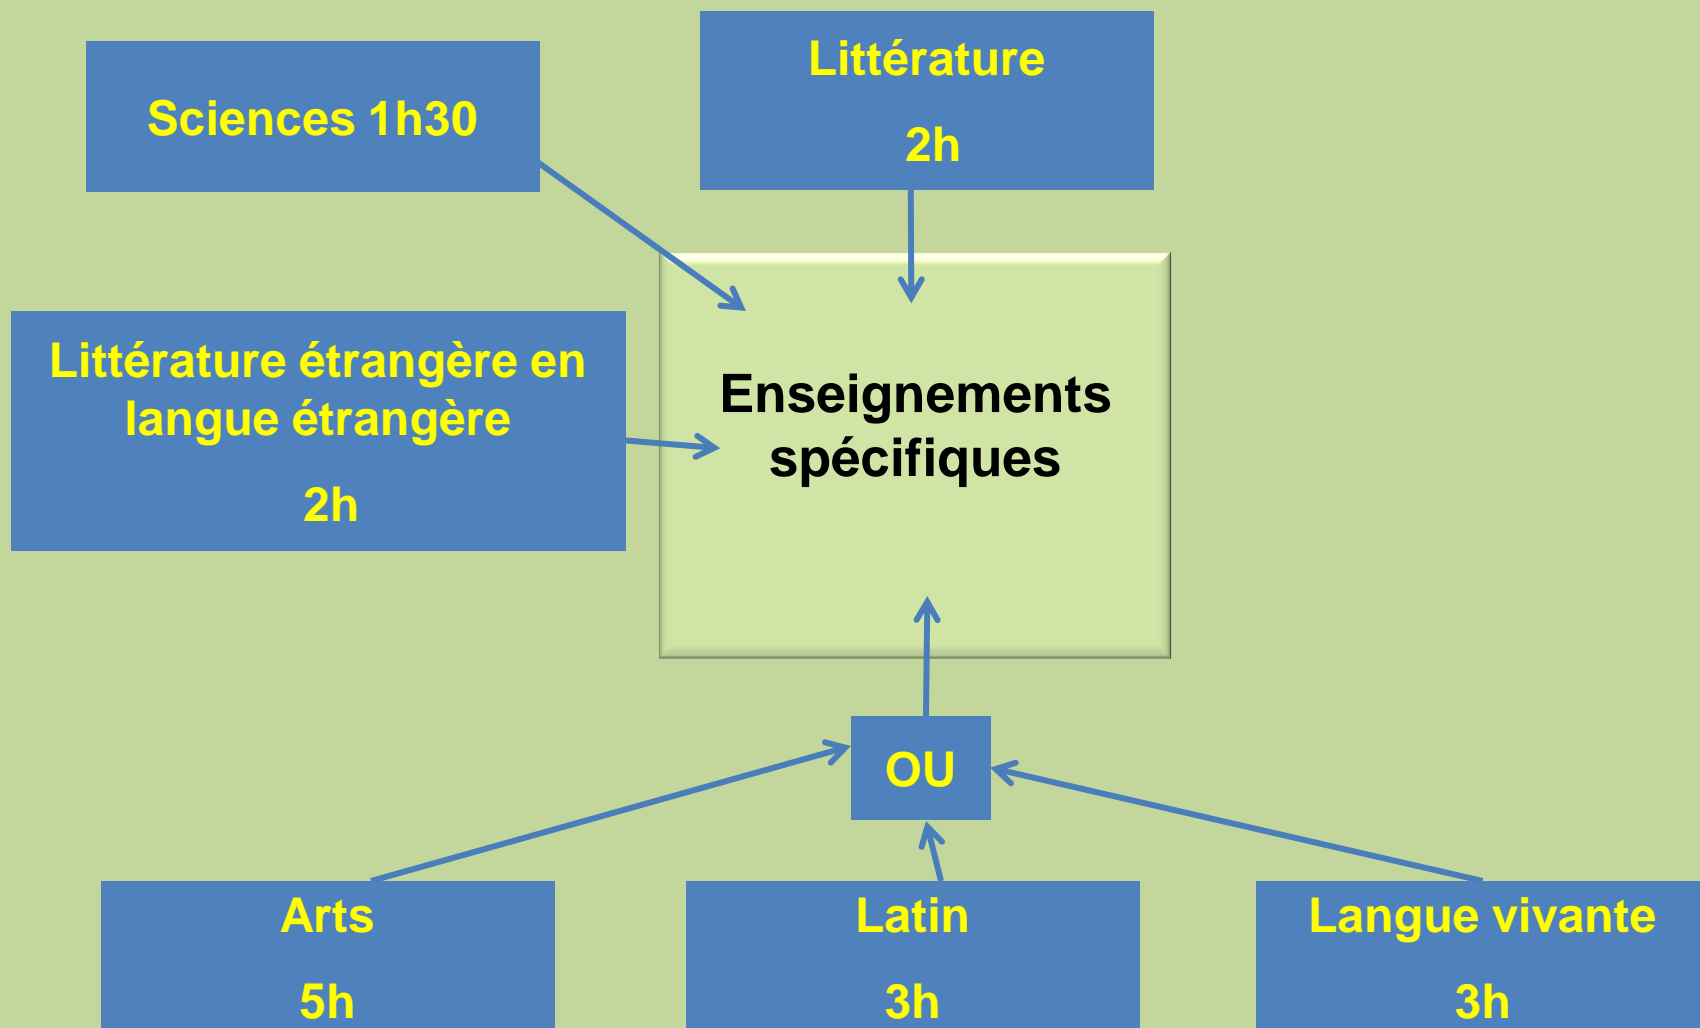 Littérature
2h
Sciences 1h30
Littérature étrangère en
langue étrangère
2h
Enseignements
spécifiques
OU
Arts
5h
Latin
3h
Langue vivante
3h